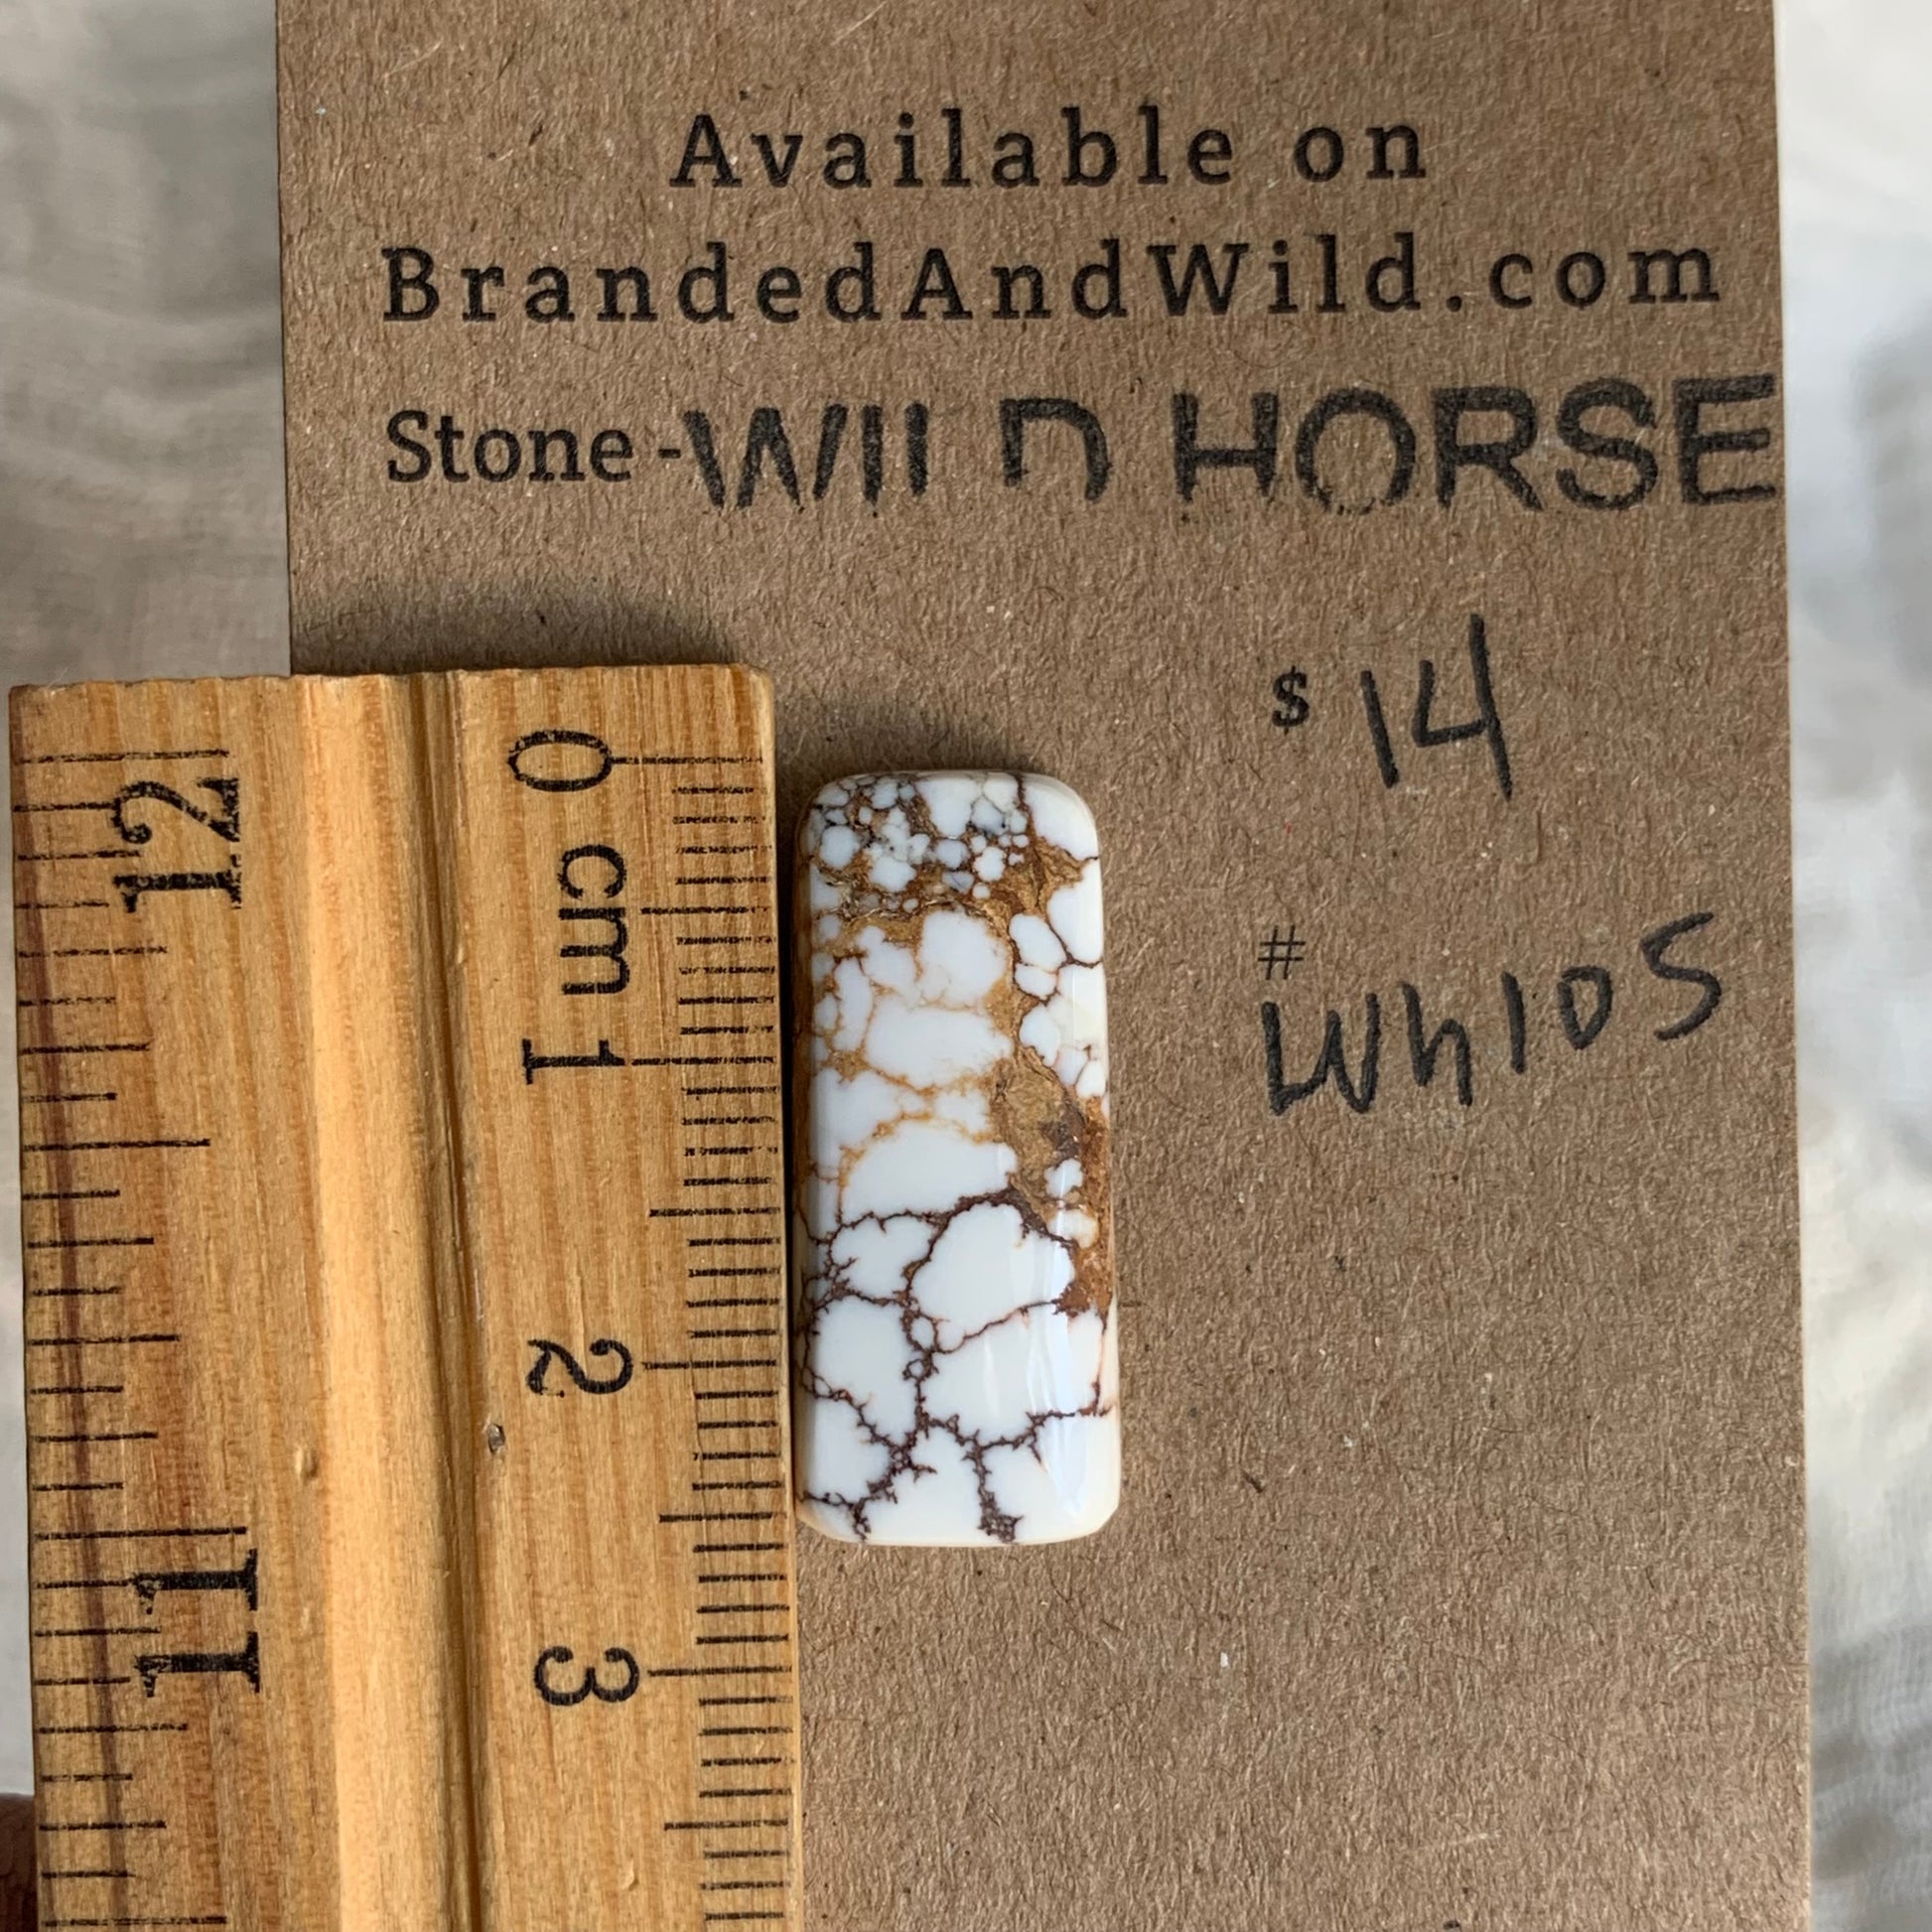 Available on
BrandedAndWild.com
Stone - WILD HORSE
$ 14
#
Wh105
0 cm 1 2 3
12 11